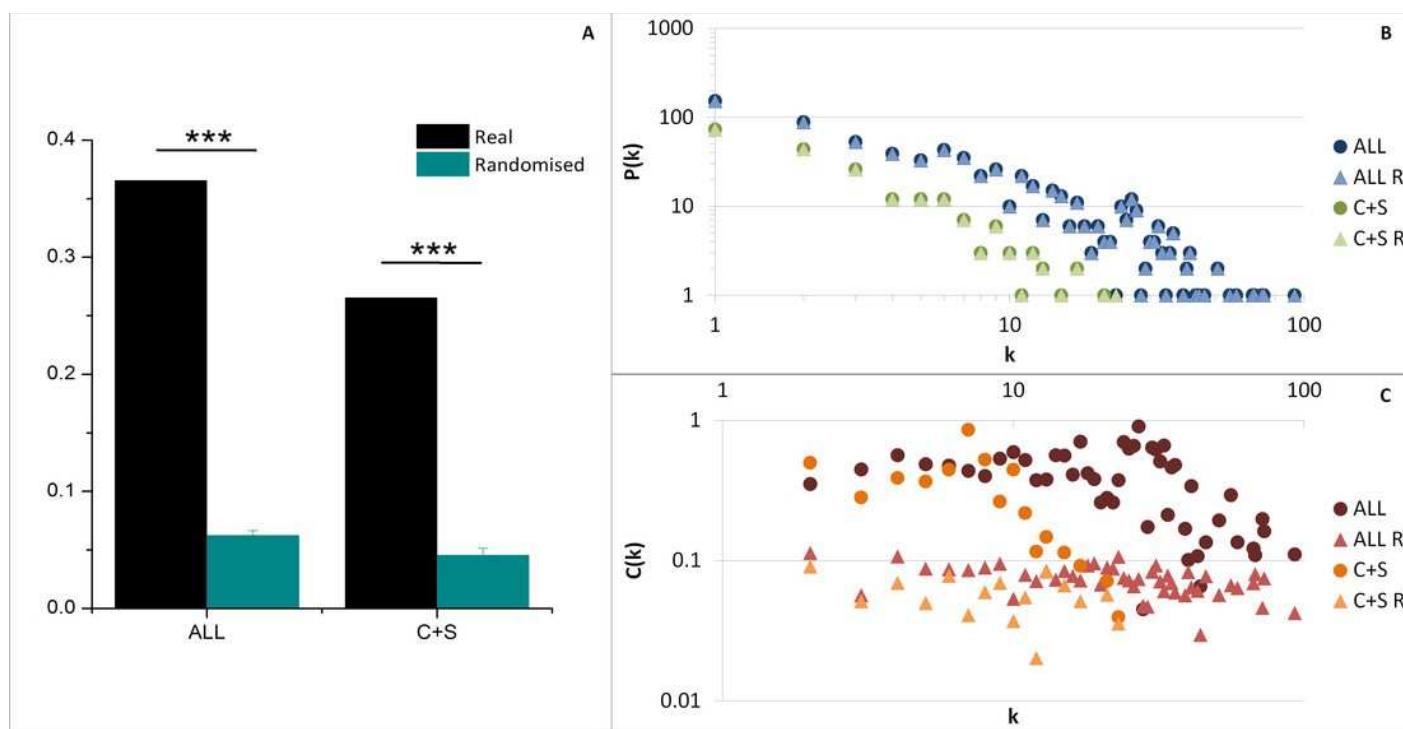 A
***
Real
Randomised
***
0.4
0.3
0.2
0.1
0.0
ALL
C+S
B
1000
100
10
1
P(k)
1
10
100
k
ALL
ALL R
C+S
C+S R
C
1
10
100
1
0.1
0.01
C(k)
k
ALL
ALL R
C+S
C+S R